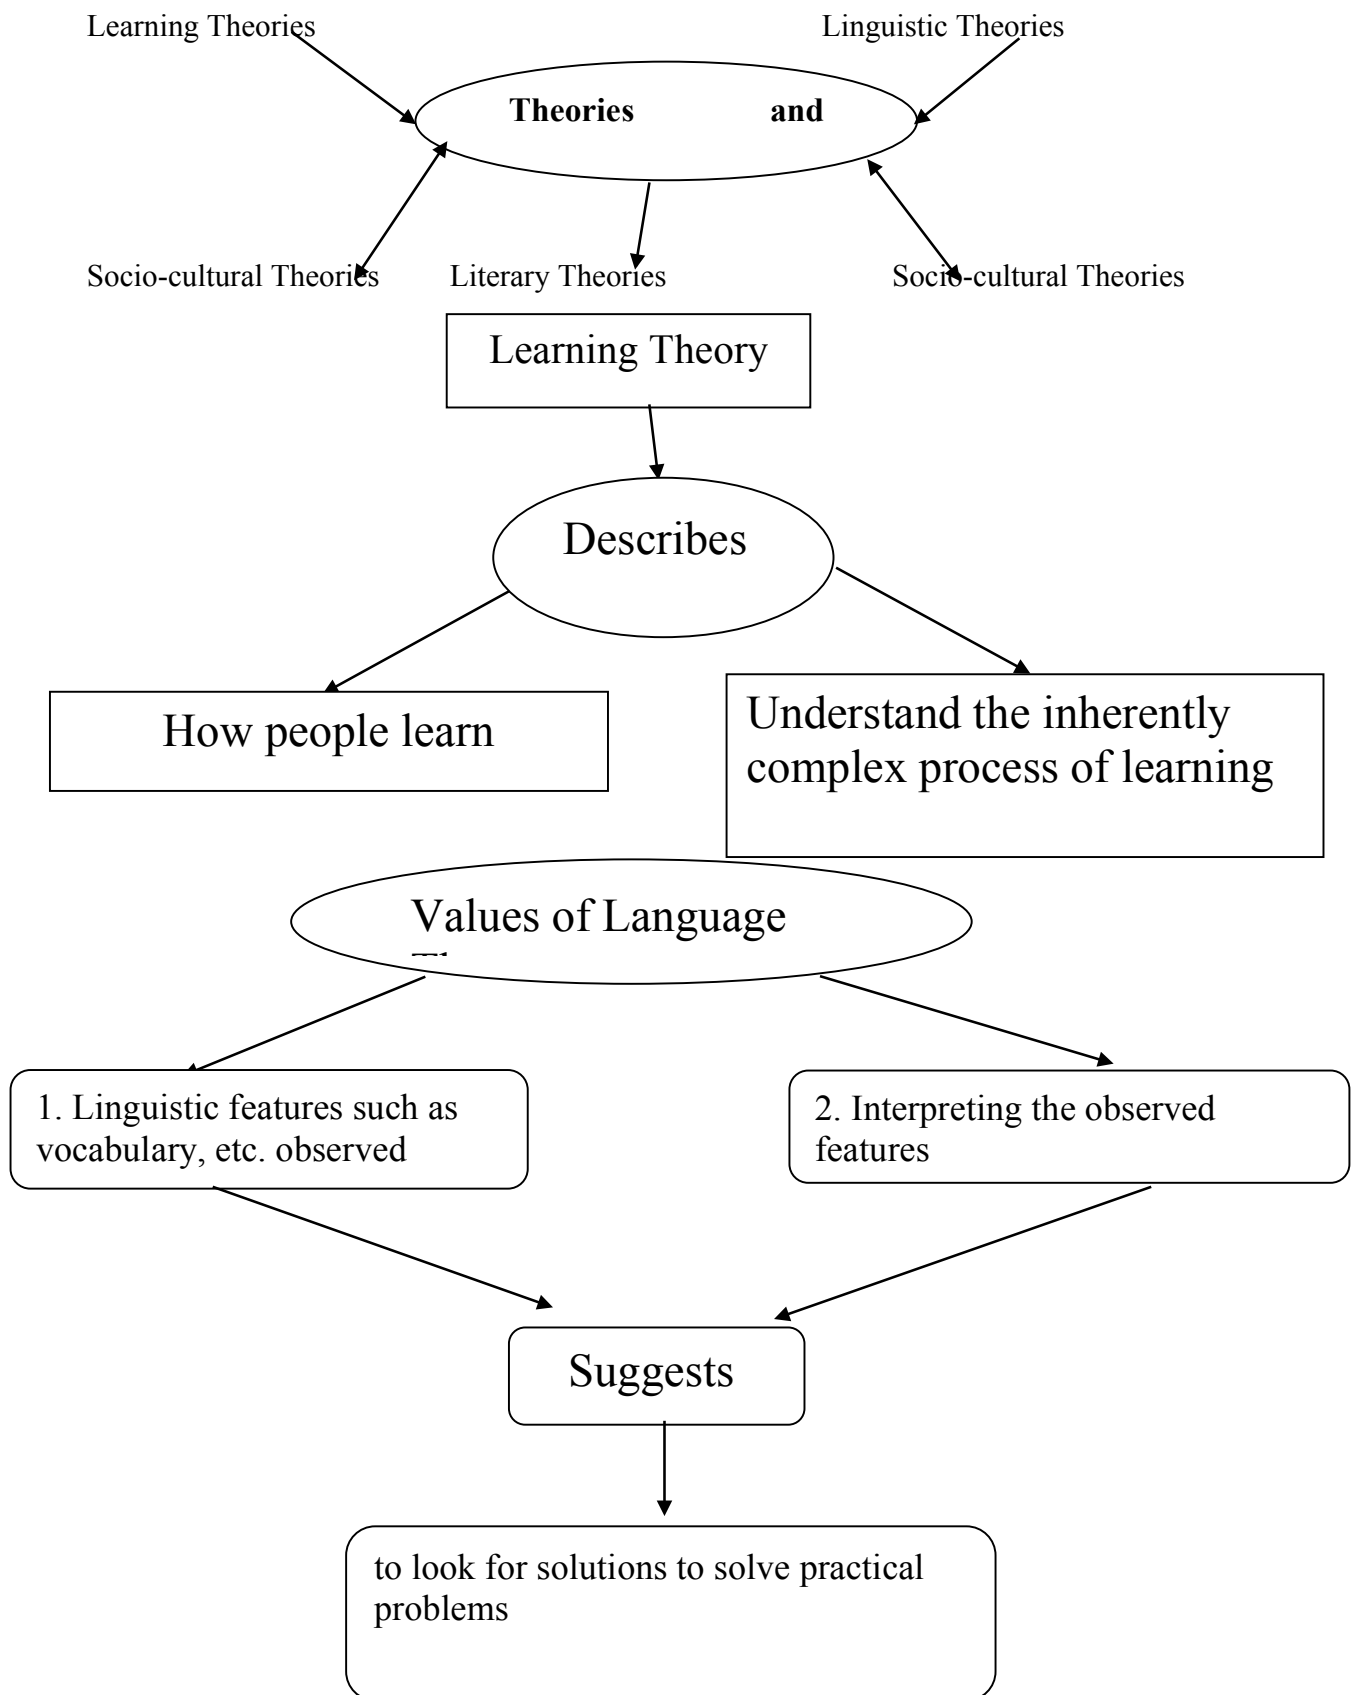 Learning Theories Linguistic Theories
Theories and
Socio-cultural Theories Literary Theories Socio-cultural Theories
Learning Theory
Describes
How people learn
Understand the inherently
complex process of learning
Values of Language
1. Linguistic features such as
vocabulary, etc. observed
2. Interpreting the observed
features
Suggests
to look for solutions to solve practical
problems